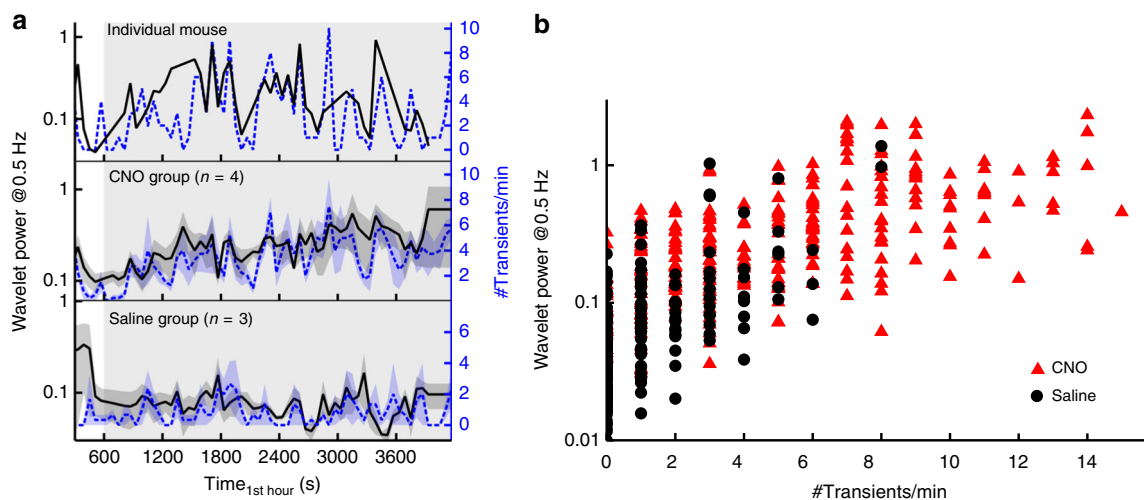 a
Individual mouse
1
0.1
10
8
6
4
2
0
CNO group (n = 4)
1
0.1
10
8
6
4
2
Saline group (n = 3)
1
0.1
6
4
2
0
Wavelet power @0.5 Hz
#Transients/min
600 1200 1800 2400 3000 3600
Time1st hour (s)
b
Wavelet power @0.5 Hz
1
0.1
0.01
CNO
Saline
0 2 4 6 8 10 12 14
#Transients/min